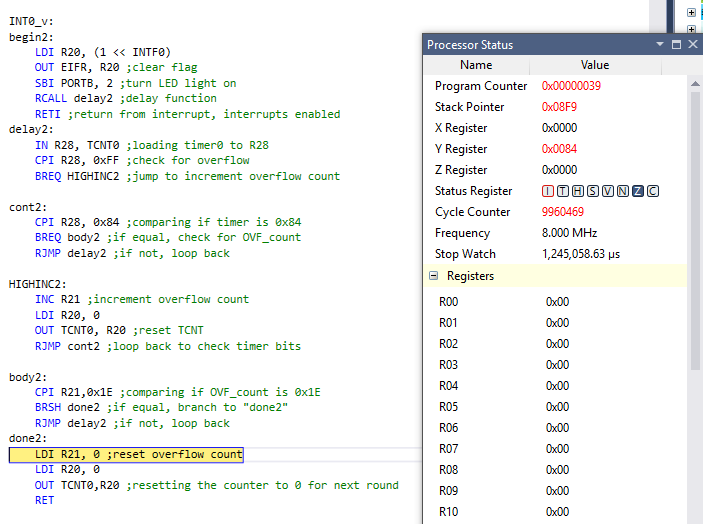 INT0_v:
begin2:
LDI R20, (1 << INTF0)
OUT EIFR, R20 ;clear flag
SBI PORTB, 2 ;turn LED light on
RCALL delay2 ;delay function
RETI ;return from interrupt, interrupts enabled
delay2:
IN R28, TCNT0 ;loading timer0 to R28
CPI R28, 0xFF ;check for overflow
BREQ HIGHINC2 ;jump to increment overflow count
cont2:
CPI R28, 0x84 ;comparing if timer is 0x84
BREQ body2 ;if equal, check for OVF_count
RJMP delay2 ;if not, loop back
HIGHINC2:
INC R21 ;increment overflow count
LDI R20, 0
OUT TCNT0, R20 ;reset TCNT
RJMP cont2 ;loop back to check timer bits
body2:
CPI R21,0x1E ;comparing if OVF_count is 0x1E
BRSH done2 ;if equal, branch to "done2"
RJMP delay2 ;if not, loop back
done2:
LDI R21, 0 ;reset overflow count
LDI R20, 0
OUT TCNT0,R20 ;resetting the counter to 0 for next round
RET
Processor Status
Name Value
Program Counter 0x00000039
Stack Pointer 0x08F9
X Register 0x0000
Y Register 0x0084
Z Register 0x0000
Status Register I T H S V N Z C
Cycle Counter 9960469
Frequency 8.000 MHz
Stop Watch 1,245,058.63 µs
Registers
R00 0x00
R01 0x00
R02 0x00
R03 0x00
R04 0x00
R05 0x00
R06 0x00
R07 0x00
R08 0x00
R09 0x00
R10 0x00